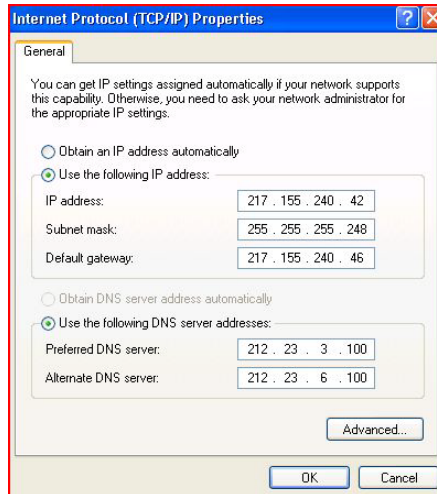 Internet Protocol (TCP/IP) Properties
General
You can get IP settings assigned automatically if your network supports
this capability. Otherwise, you need to ask your network administrator for
the appropriate IP settings.
Obtain an IP address automatically
Use the following IP address:
IP address: 217 . 155 . 240 . 42
Subnet mask: 255 . 255 . 255 . 248
Default gateway: 217 . 155 . 240 . 46
Obtain DNS server address automatically
Use the following DNS server addresses:
Preferred DNS server: 212 . 23 . 3 . 100
Alternate DNS server: 212 . 23 . 6 . 100
Advanced...
OK Cancel